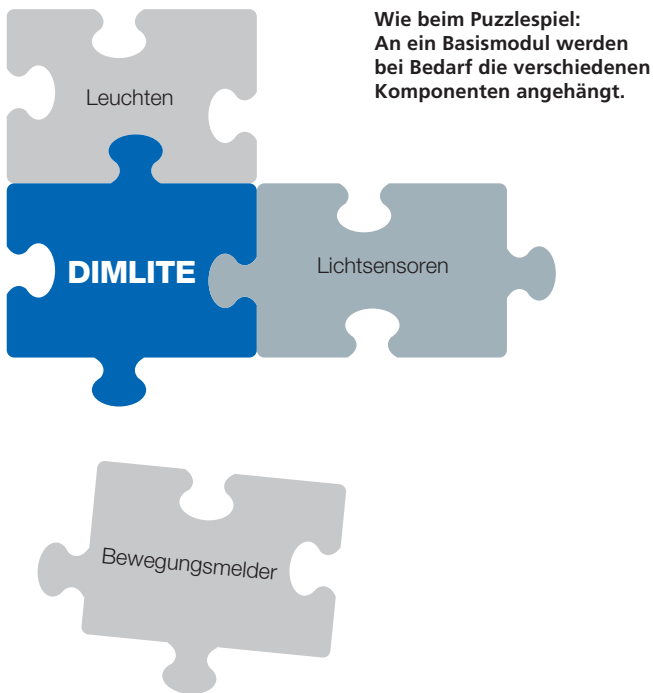 Wie beim Puzzlespiel:
An ein Basismodul werden
bei Bedarf die verschiedenen
Komponenten angehängt.
Leuchten
DIMLITE
Lichtsensoren
Bewegungsmelder